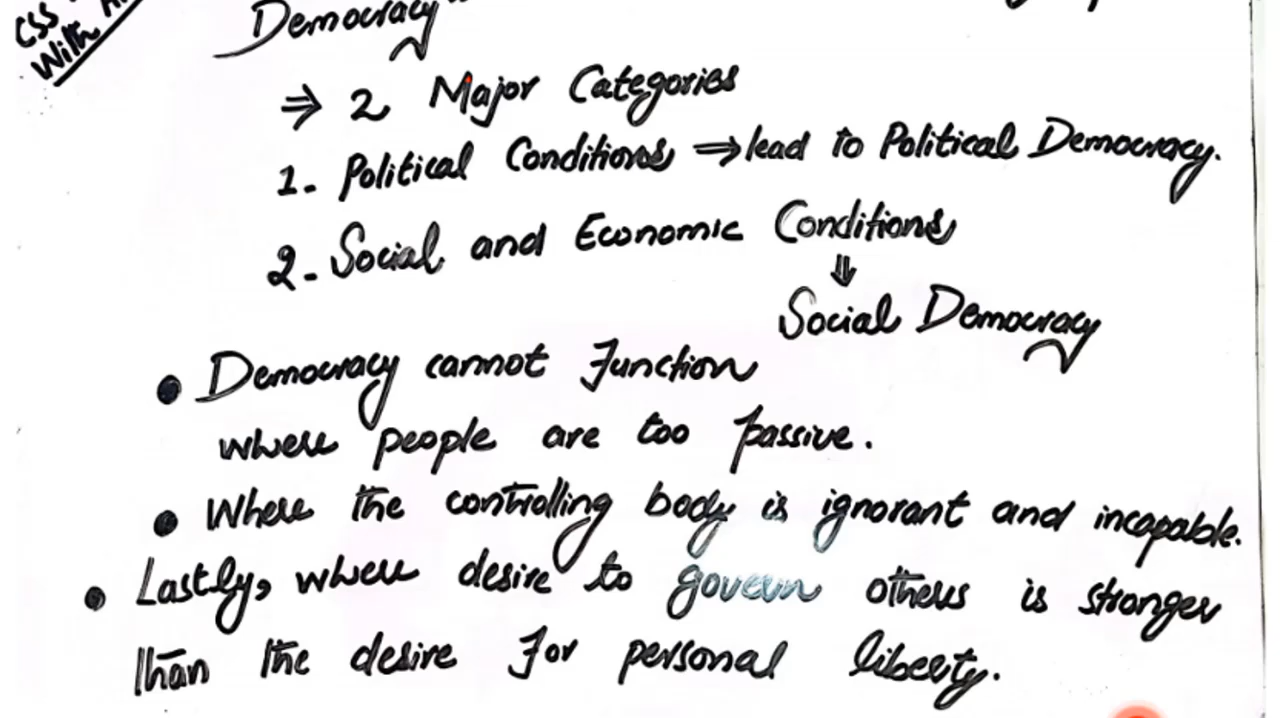 CSS
With
Democracy
⇒ 2 Major Categories
1- Political Conditions ⇒ lead to Political Democracy.
2- Social and Economic Conditions
⇓
Social Democracy
• Democracy cannot Function
where people are too passive.
• Where the controlling body is ignorant and incapable.
• Lastly, where desire to govern others is stronger
than the desire for personal liberty.